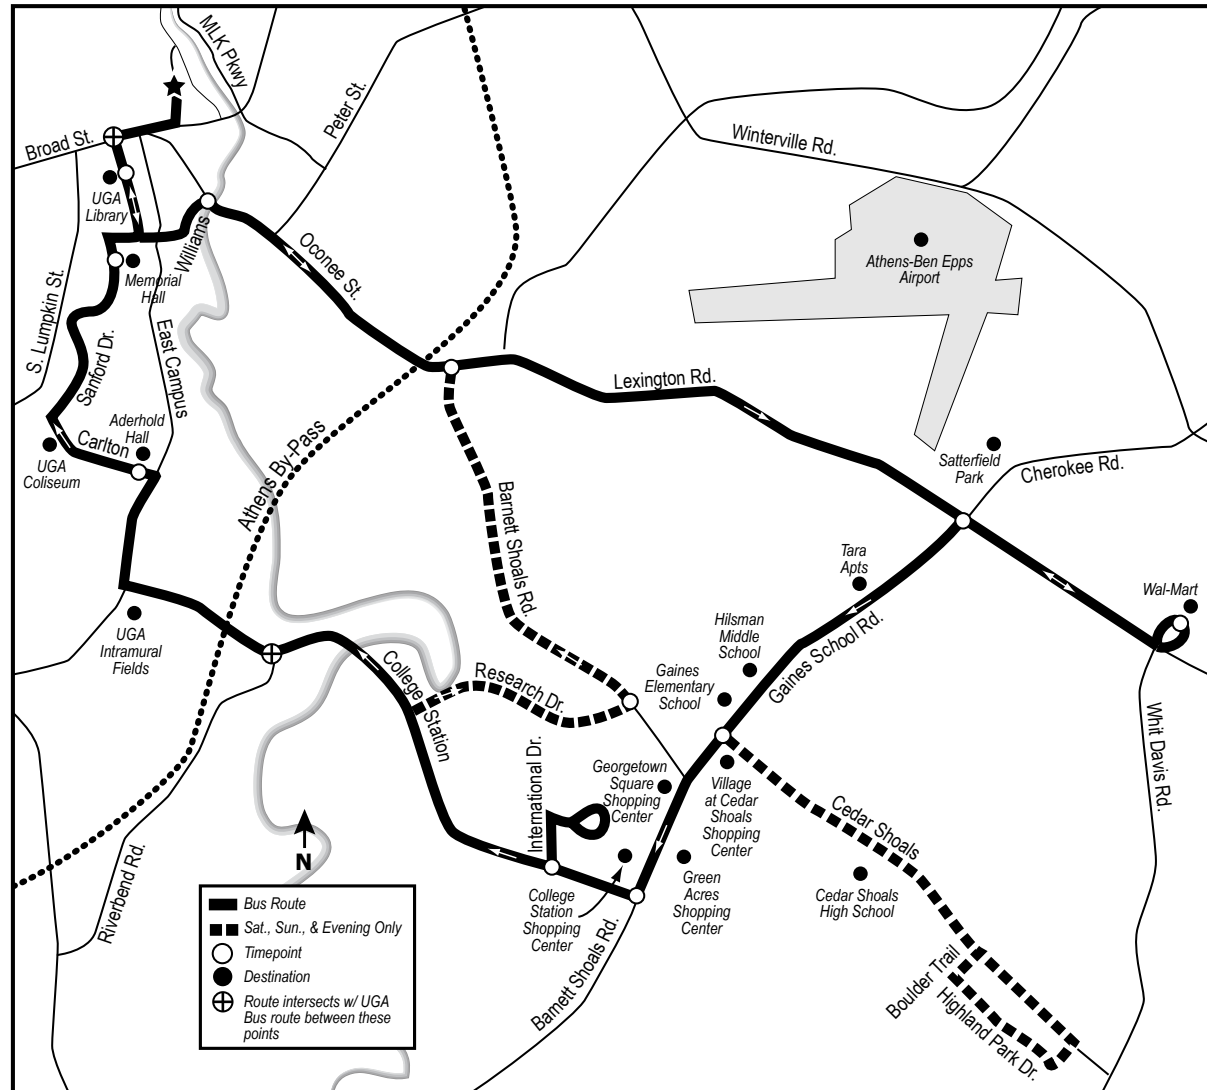 MLK Pkwy
Peter St.
Broad St.
Winterville Rd.
UGA
Library
Williams
Oconee St.
Athens-Ben Epps
Airport
Memorial
Hall
S. Lumpkin St.
Sanford Dr.
East Campus
Lexington Rd.
Aderhold
Hall
Carlton
UGA
Coliseum
Athens By-Pass
Satterfield
Park
Cherokee Rd.
Barnett Shoals Rd.
Tara
Apts
Wal-Mart
UGA
Intramural
Fields
Hilsman
Middle
School
Gaines School Rd.
Gaines
Elementary
School
College Station
Research Dr.
Whit Davis Rd.
International Dr.
Georgetown
Square
Shopping
Center
Village
at Cedar
Shoals
Shopping
Center
Cedar Shoals
Riverbend Rd.
N
College
Station
Shopping
Center
Green
Acres
Shopping
Center
Cedar Shoals
High School
Barnett Shoals Rd.
Boulder Trail
Highland Park Dr.
Bus Route
Sat., Sun., & Evening Only
Timepoint
Destination
Route intersects w/ UGA
Bus route between these
points